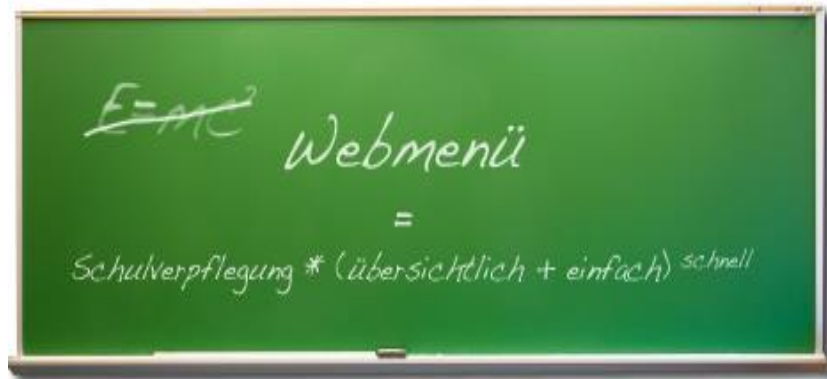 E=mc²
Webmenü
=
Schulverpflegung * (übersichtlich + einfach) schnell